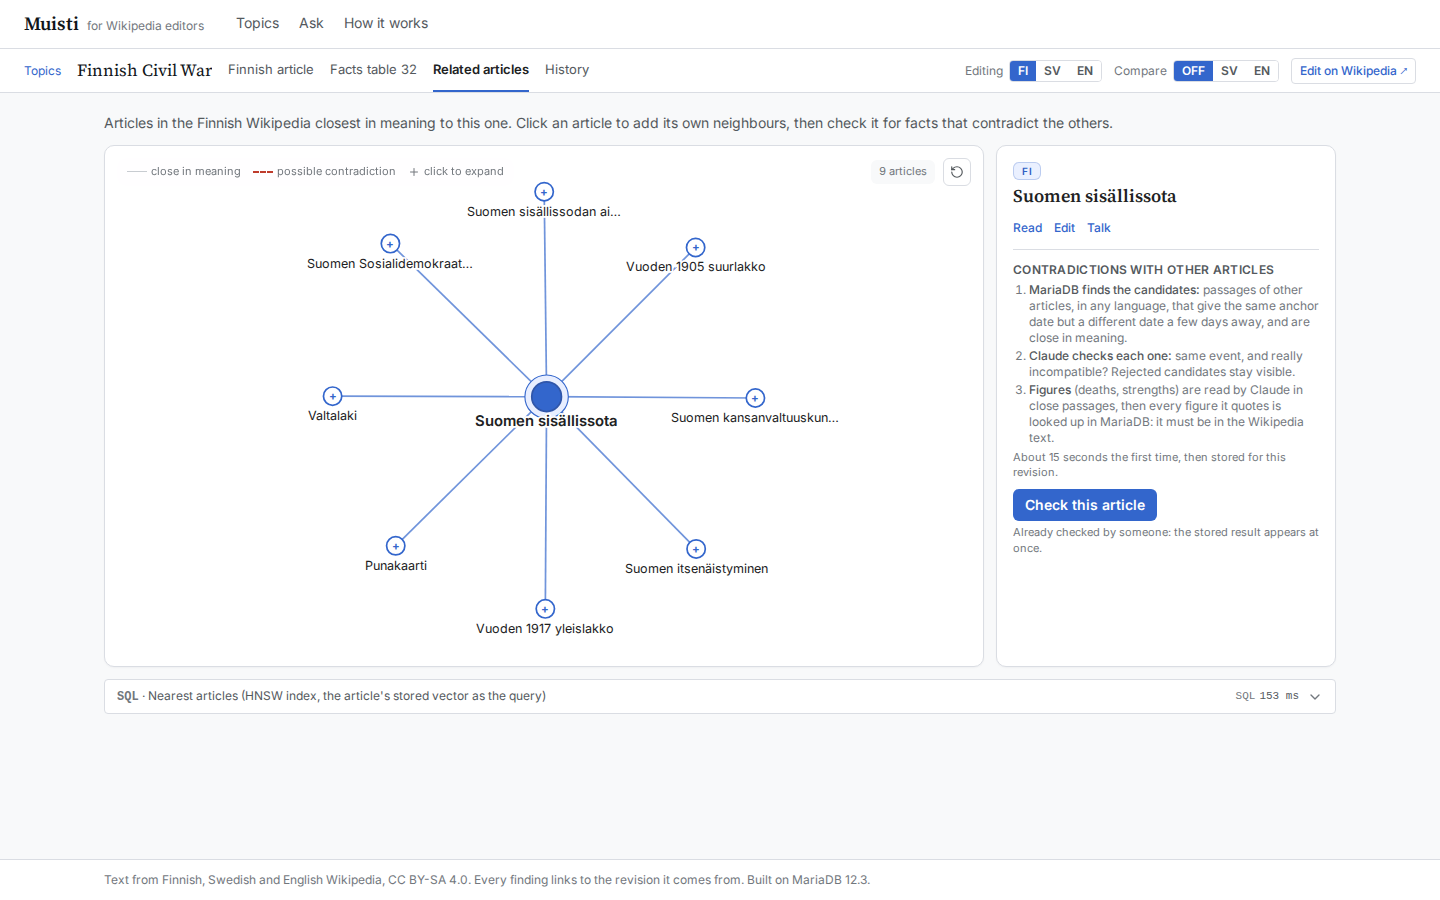 Muisti for Wikipedia editors Topics Ask How it works
Topics Finnish Civil War Finnish article Facts table 32 Related articles History Editing FI SV EN Compare OFF SV EN Edit on Wikipedia ↗
Articles in the Finnish Wikipedia closest in meaning to this one. Click an article to add its own neighbours, then check it for facts that contradict the others.
close in meaning possible contradiction + click to expand 9 articles
Suomen sisällissodan ai...
Suomen Sosialidemokraat...
Vuoden 1905 suurlakko
Valtalaki
Suomen sisällissota
Suomen kansanvaltuuskun...
Punakaarti
Suomen itsenäistyminen
Vuoden 1917 yleislakko
FI
Suomen sisällissota
Read Edit Talk
CONTRADICTIONS WITH OTHER ARTICLES
1. MariaDB finds the candidates: passages of other
articles, in any language, that give the same anchor
date but a different date a few days away, and are
close in meaning.
2. Claude checks each one: same event, and really
incompatible? Rejected candidates stay visible.
3. Figures (deaths, strengths) are read by Claude in
close passages, then every figure it quotes is
looked up in MariaDB: it must be in the Wikipedia
text.
About 15 seconds the first time, then stored for this
revision.
Check this article
Already checked by someone: the stored result appears at
once.
SQL · Nearest articles (HNSW index, the article's stored vector as the query) SQL 153 ms
Text from Finnish, Swedish and English Wikipedia, CC BY-SA 4.0. Every finding links to the revision it comes from. Built on MariaDB 12.3.